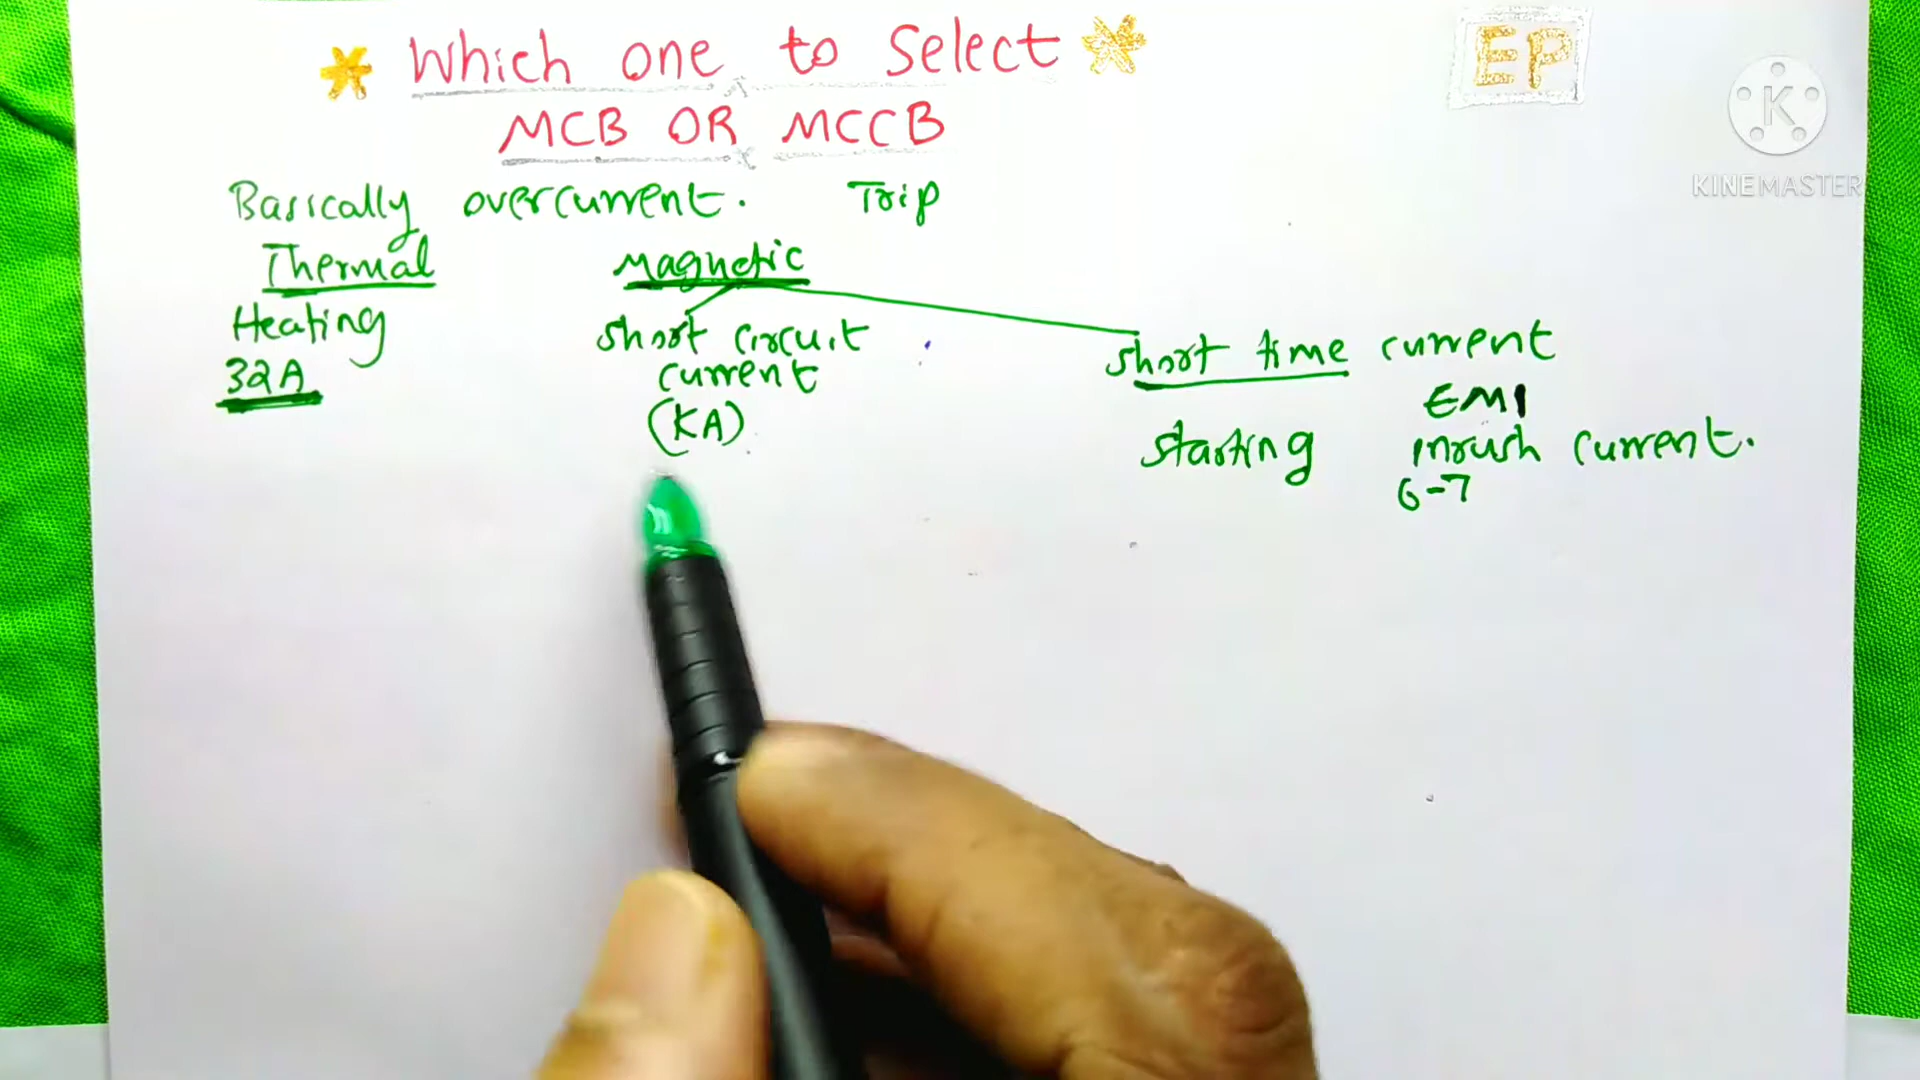 Which one to Select
EP
MCB OR MCCB
K
KINEMASTER
Basically overcurrent. Trip
Thermal
Magnetic
Heating
32A
Short circuit
current
(KA)
Short time current
EMI
starting
inrush current.
6-7